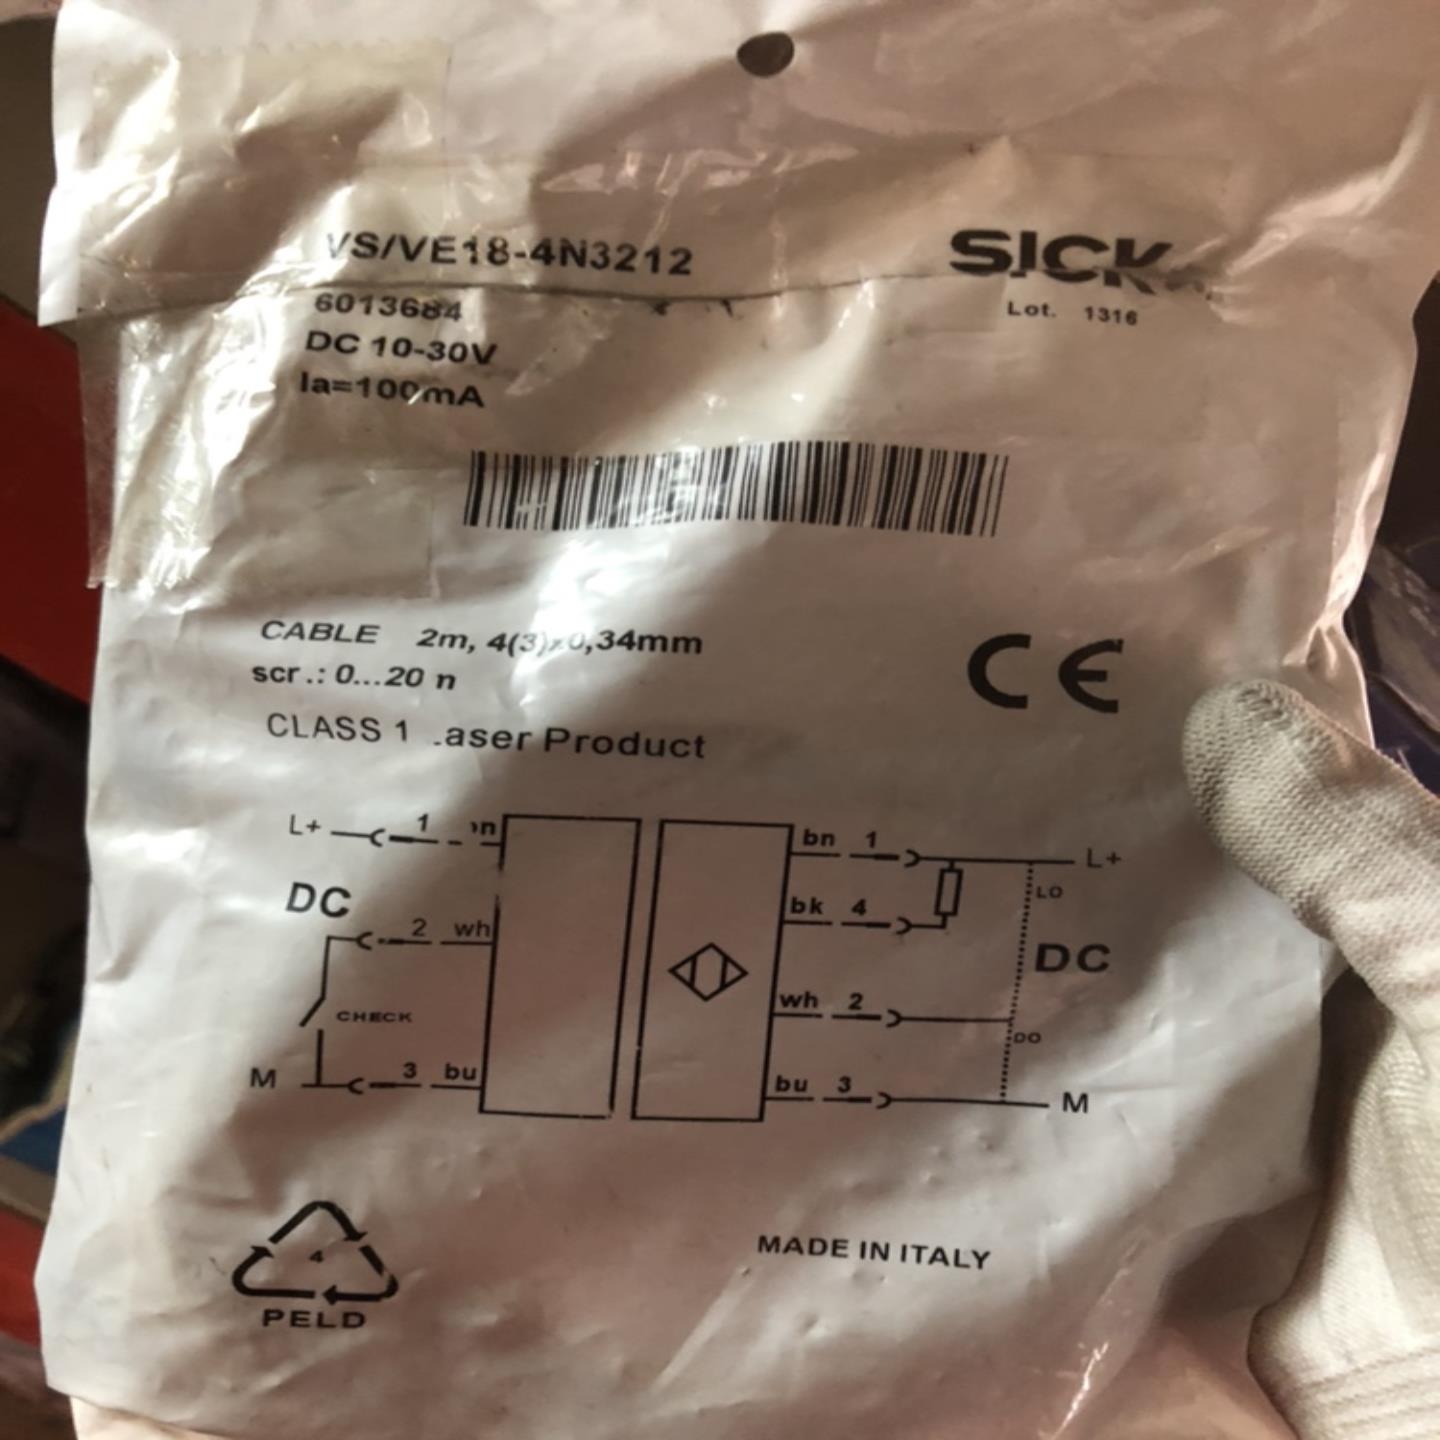 VS/VE18-4N3212
SICK
6013684
Lot. 1316
DC 10-30V
Ia=100mA
CABLE 2m, 4(3)x0,34mm
scr.: 0...20 n
CE
CLASS 1 .aser Product
L+ 1
bn 1 L+
LO
DC
2 wh
bk 4
DC
CHECK
wh 2
DO
M 3 bu
bu 3 M
4
PELD
MADE IN ITALY